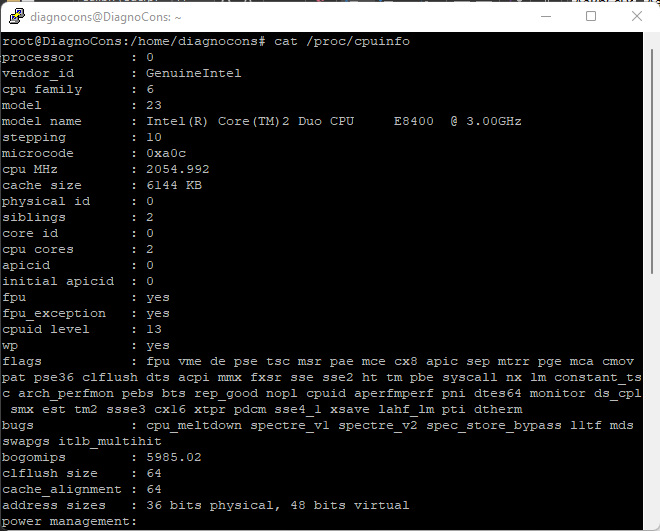 diagnocons@DiagnoCons: ~
root@DiagnoCons:/home/diagnocons# cat /proc/cpuinfo
processor : 0
vendor_id : GenuineIntel
cpu family : 6
model : 23
model name : Intel(R) Core(TM)2 Duo CPU     E8400  @ 3.00GHz
stepping : 10
microcode : 0xa0c
cpu MHz : 2054.992
cache size : 6144 KB
physical id : 0
siblings : 2
core id : 0
cpu cores : 2
apicid : 0
initial apicid : 0
fpu : yes
fpu_exception : yes
cpuid level : 13
wp : yes
flags : fpu vme de pse tsc msr pae mce cx8 apic sep mtrr pge mca cmov
pat pse36 clflush dts acpi mmx fxsr sse sse2 ht tm pbe syscall nx lm constant_ts
c arch_perfmon pebs bts rep_good nopl cpuid aperfmperf pni dtes64 monitor ds_cpl
smx est tm2 ssse3 cx16 xtpr pdcm sse4_1 xsave lahf_lm pti dtherm
bugs : cpu_meltdown spectre_v1 spectre_v2 spec_store_bypass l1tf mds
swapgs itlb_multihit
bogomips : 5985.02
clflush size : 64
cache_alignment : 64
address sizes : 36 bits physical, 48 bits virtual
power management: